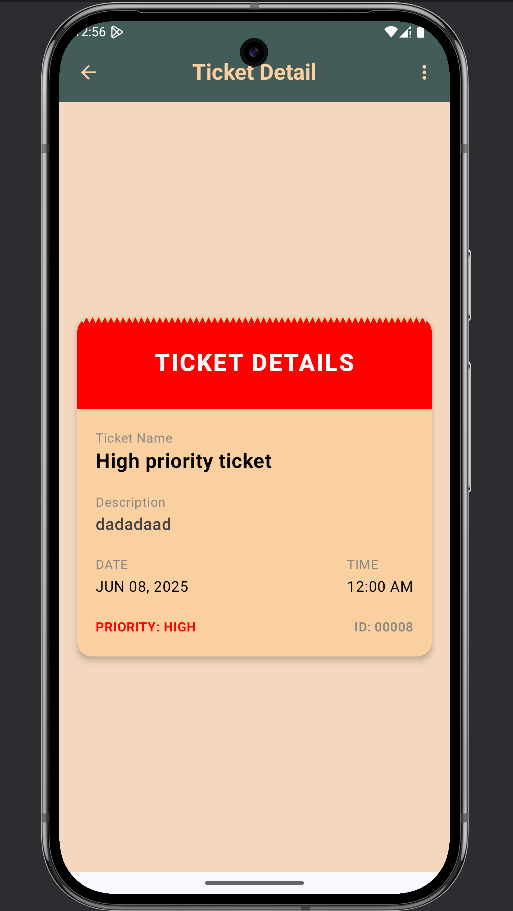 2:56
Ticket Detail
TICKET DETAILS
Ticket Name
High priority ticket
Description
dadadaad
DATE TIME
JUN 08, 2025 12:00 AM
PRIORITY: HIGH ID: 00008